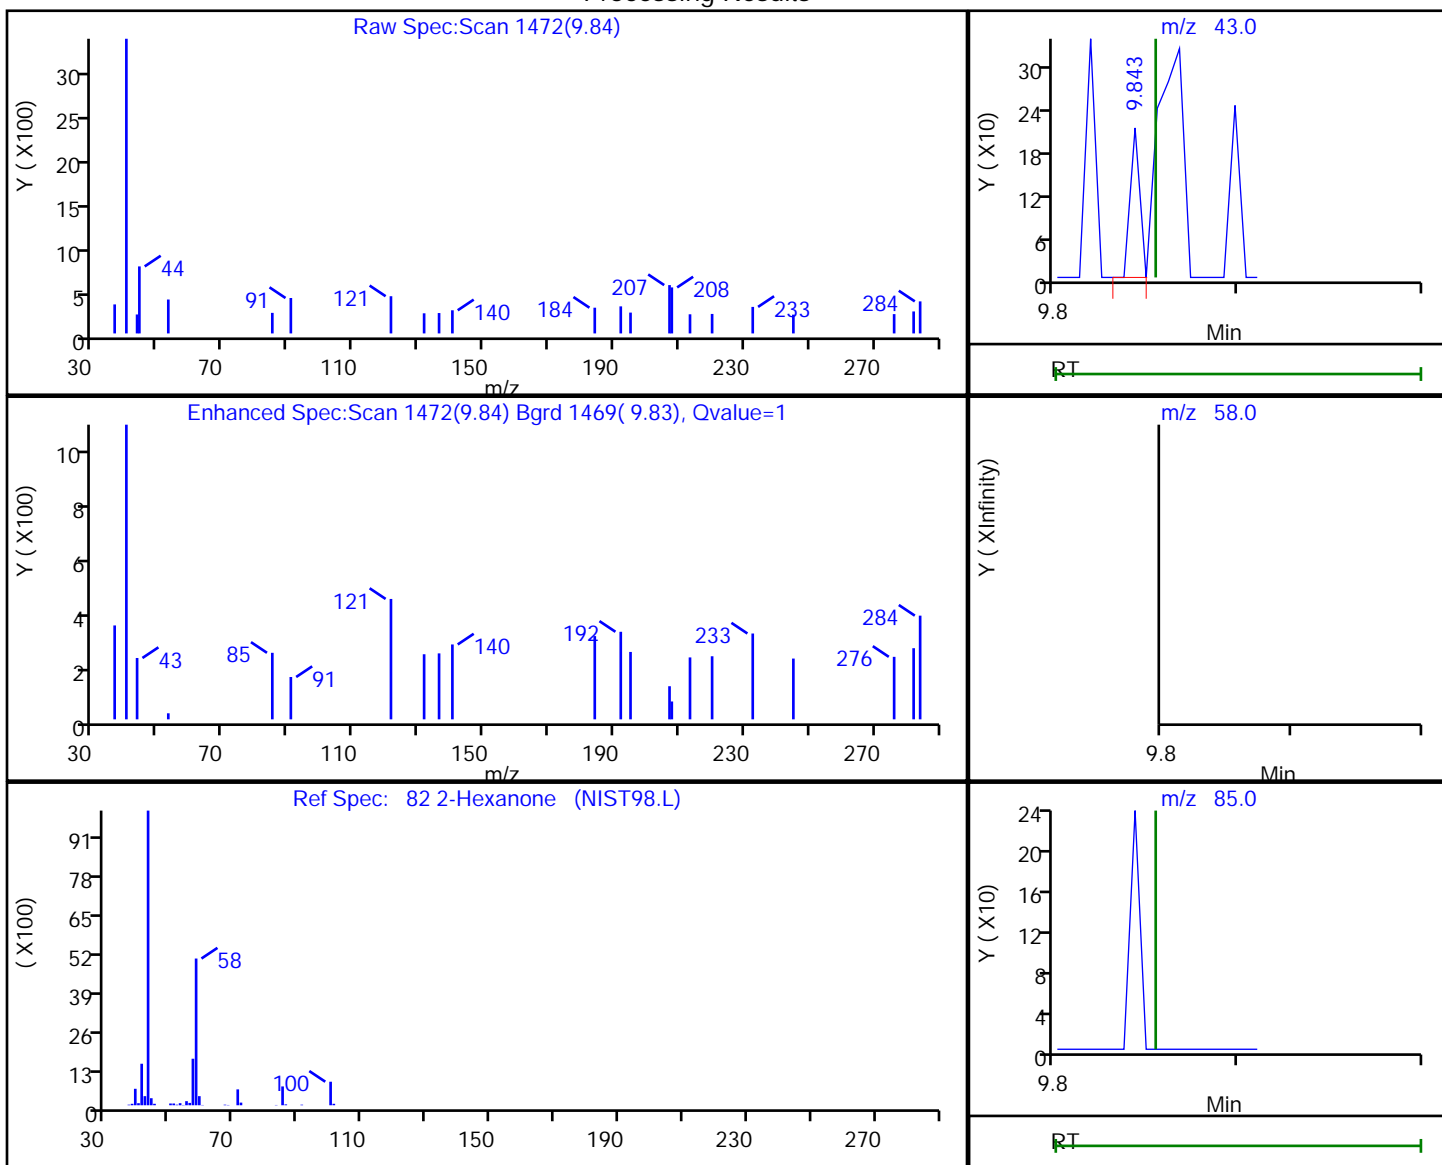 Raw Spec:Scan 1472(9.84)
Y ( X100)
30
25
20
15
10
5
0
44
91
121
140
184
207
208
233
284
30 70 110 150 190 230 270
m/z
m/z 43.0
Y ( X10)
30
24
18
12
6
0
9.843
9.8
Min
RT
Enhanced Spec:Scan 1472(9.84) Bgrd 1469( 9.83), Qvalue=1
Y ( X100)
10
8
6
4
2
0
43
85
91
121
140
192
233
276
284
30 70 110 150 190 230 270
m/z
m/z 58.0
Y ( XInfinity)
9.8
Min
Ref Spec: 82 2-Hexanone (NIST98.L)
( X100)
91
78
65
52
39
26
13
0
58
100
30 70 110 150 190 230 270
m/z 85.0
Y ( X10)
24
20
16
12
8
4
0
9.8
Min
RT